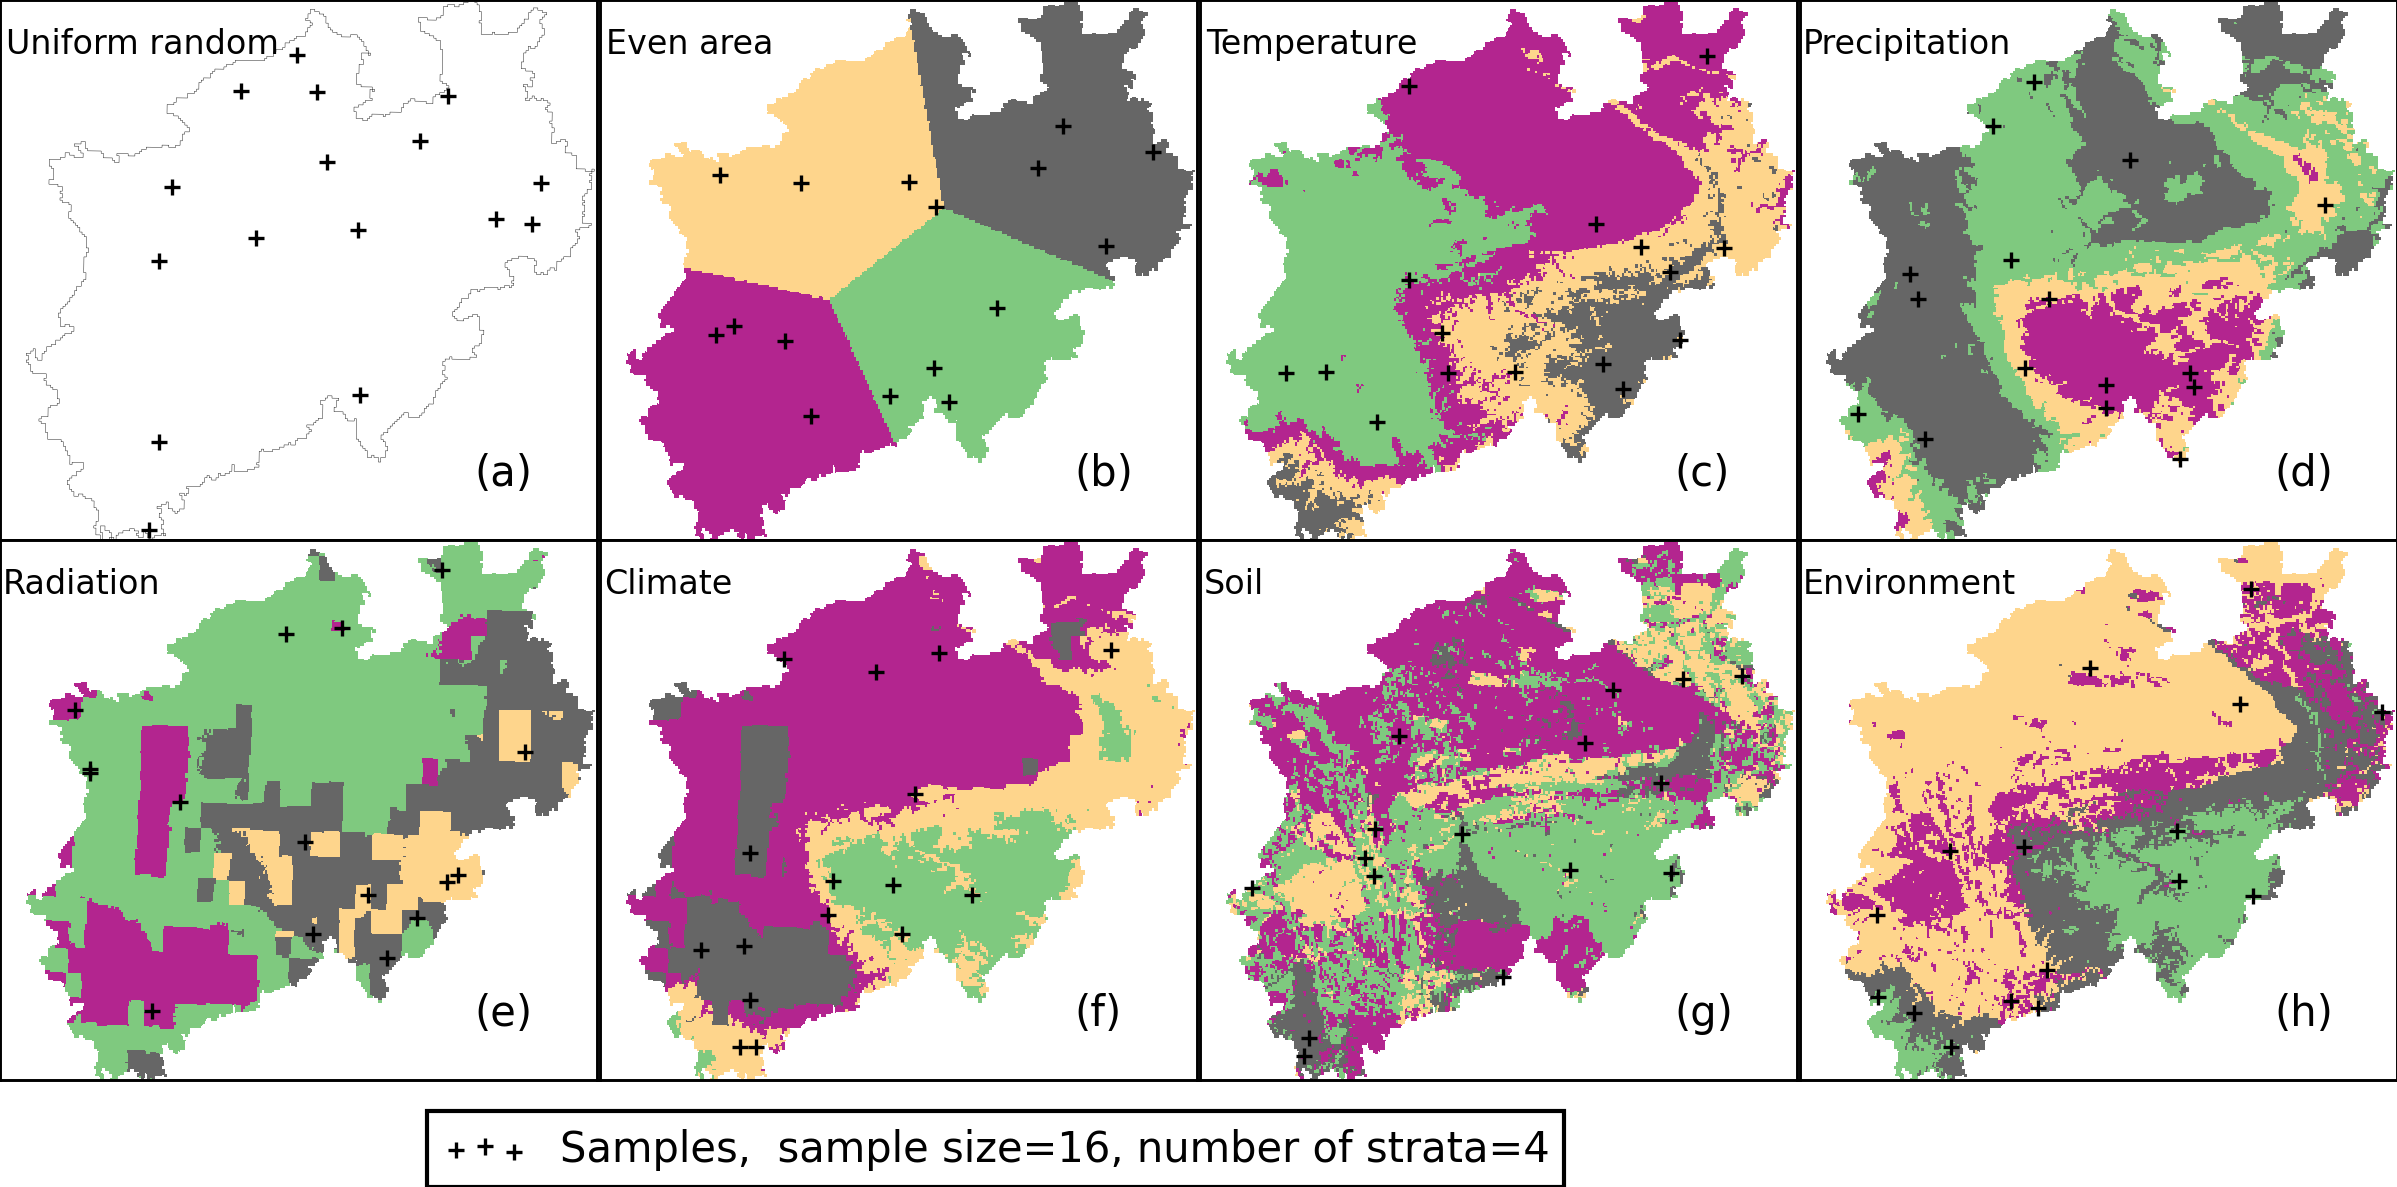 Uniform random
Even area
Temperature
Precipitation
(a)
(b)
(c)
(d)
Radiation
Climate
Soil
Environment
(e)
(f)
(g)
(h)
Samples,  sample size=16, number of strata=4